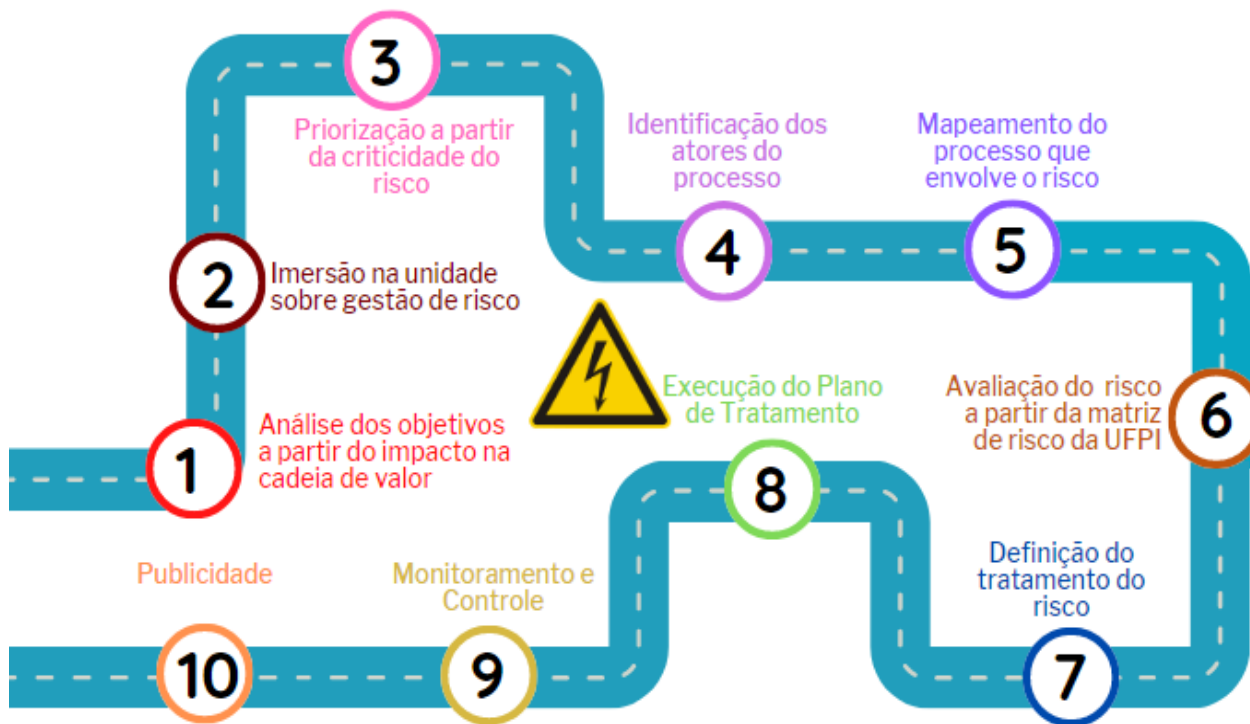 1
Análise dos objetivos
a partir do impacto na
cadeia de valor
2
Imersão na unidade
sobre gestão de risco
3
Priorização a partir
da criticidade do
risco
4
Identificação dos
atores do
processo
5
Mapeamento do
processo que
envolve o risco
6
Avaliação do risco
a partir da matriz
de risco da UFPI
7
Definição do
tratamento do
risco
8
Execução do Plano
de Tratamento
9
Monitoramento e
Controle
10
Publicidade